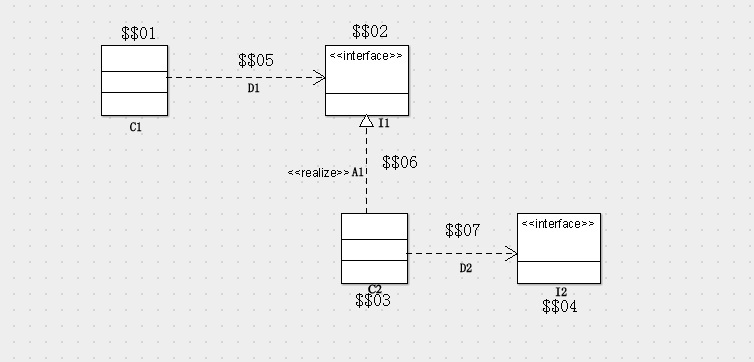 $$01
$$02
<<interface>>
$$05
D1
C1
I1
<<realize>> A1
$$06
<<interface>>
$$07
D2
C2
$$03
I2
$$04